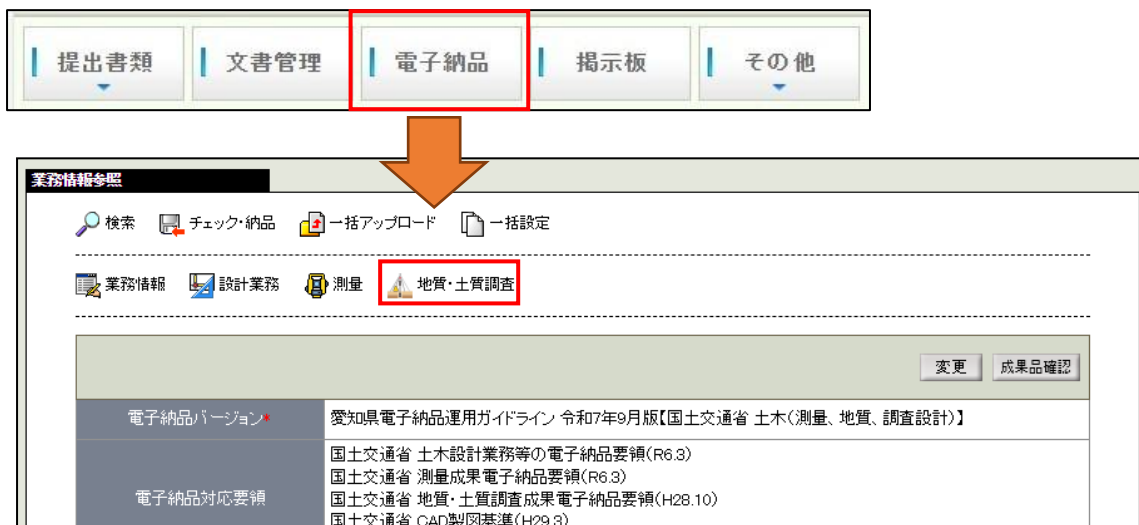 提出書類 文書管理 電子納品 掲示板 その他
業務情報参照
検索 チェック・納品 一括アップロード 一括設定
業務情報 設計業務 測量 地質・土質調査
変更 成果品確認
電子納品バージョン* 愛知県電子納品運用ガイドライン 令和7年9月版【国土交通省 土木(測量、地質、調査設計)】
国土交通省 土木設計業務等の電子納品要領(R6.3)
国土交通省 測量成果電子納品要領(R6.3)
電子納品対応要領 国土交通省 地質・土質調査成果電子納品要領(H28.10)
国土交通省 CAD製図基準(H29.3)